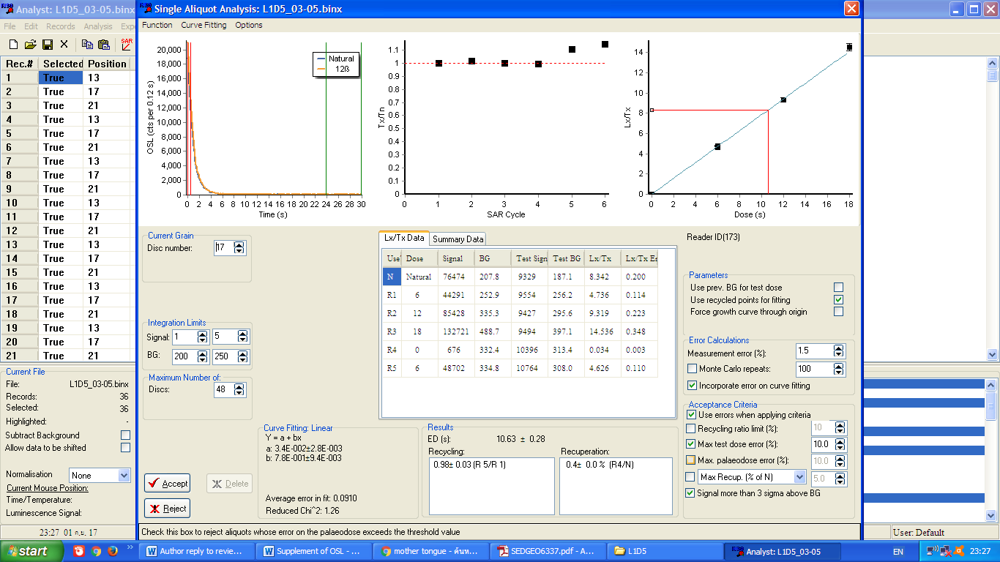 Analyst: L1D5_03-05.binx
Single Aliquot Analysis: L1D5_03-05.binx
File Edit Records Analysis Exp
Function Curve Fitting Options
SAR
Rec.# Selected Position
1 True 13
2 True 17
3 True 21
4 True 13
5 True 17
6 True 21
7 True 13
8 True 17
9 True 21
10 True 13
11 True 17
12 True 21
13 True 13
14 True 17
15 True 21
16 True 13
17 True 17
18 True 21
19 True 13
20 True 17
21 True 21
OSL (cts per 0.12 s)
20,000
18,000
16,000
14,000
12,000
10,000
8,000
6,000
4,000
2,000
0
Natural
12ß
0 2 4 6 8 10 12 14 16 18 20 22 24 26 28 30
Time (s)
Tx/Tn
1.1
1
0.9
0.8
0.7
0.6
0.5
0.4
0.3
0.2
0.1
0
0 1 2 3 4 5 6
SAR Cycle
Lx/Tx
14
12
10
8
6
4
2
0
0 2 4 6 8 10 12 14 16 18
Dose (s)
Current Grain
Disc number: 17
Integration Limits
Signal: 1 5
BG: 200 250
Maximum Number of:
Discs: 48
Lx/Tx Data Summary Data
Use? Dose Signal BG Test Sign Test BG Lx/Tx Lx/Tx Er
N Natural 76474 207.8 9329 187.1 8.342 0.200
R1 6 44291 252.9 9554 256.2 4.736 0.114
R2 12 85428 335.3 9427 295.6 9.319 0.223
R3 18 132721 488.7 9494 397.1 14.536 0.348
R4 0 676 332.4 10396 313.4 0.034 0.003
R5 6 48702 334.8 10764 308.0 4.626 0.110
Reader ID(173)
Parameters
Use prev. BG for test dose
Use recycled points for fitting
Force growth curve through origin
Error Calculations
Measurement error (%): 1.5
Monte Carlo repeats: 100
Incorporate error on curve fitting
Acceptance Criteria
Use errors when applying criteria
Recycling ratio limit (%): 10
Max test dose error (%): 10.0
Max. palaeodose error (%): 10.0
Max Recup. (% of N) 5.0
Signal more than 3 sigma above BG
Current File
File: L1D5_03-05.binx
Records: 36
Selected: 36
Highlighted: -
Subtract Background
Allow data to be shifted
Normalisation None
Current Mouse Position:
Time/Temperature:
Luminescence Signal:
Accept Delete
Reject
Curve Fitting: Linear
Y = a + bx
a: 3.4E-002±2.8E-003
b: 7.8E-001±9.4E-003
Average error in fit: 0.0910
Reduced Chi^2: 1.26
Results
ED (s): 10.63 ± 0.28
Recycling: Recuperation:
0.98± 0.03 (R 5/R 1) 0.4± 0.0 % (R4/N)
23:27 01 ก.ย. 17
Check this box to reject aliquots whose error on the palaeodose exceeds the threshold value
User: Default
start
Author reply to revie...
Supplement of OSL - ...
mother tongue - ค้นห...
SEDGEO6337.pdf - A...
L1D5
Analyst: L1D5_03-05
EN
23:27